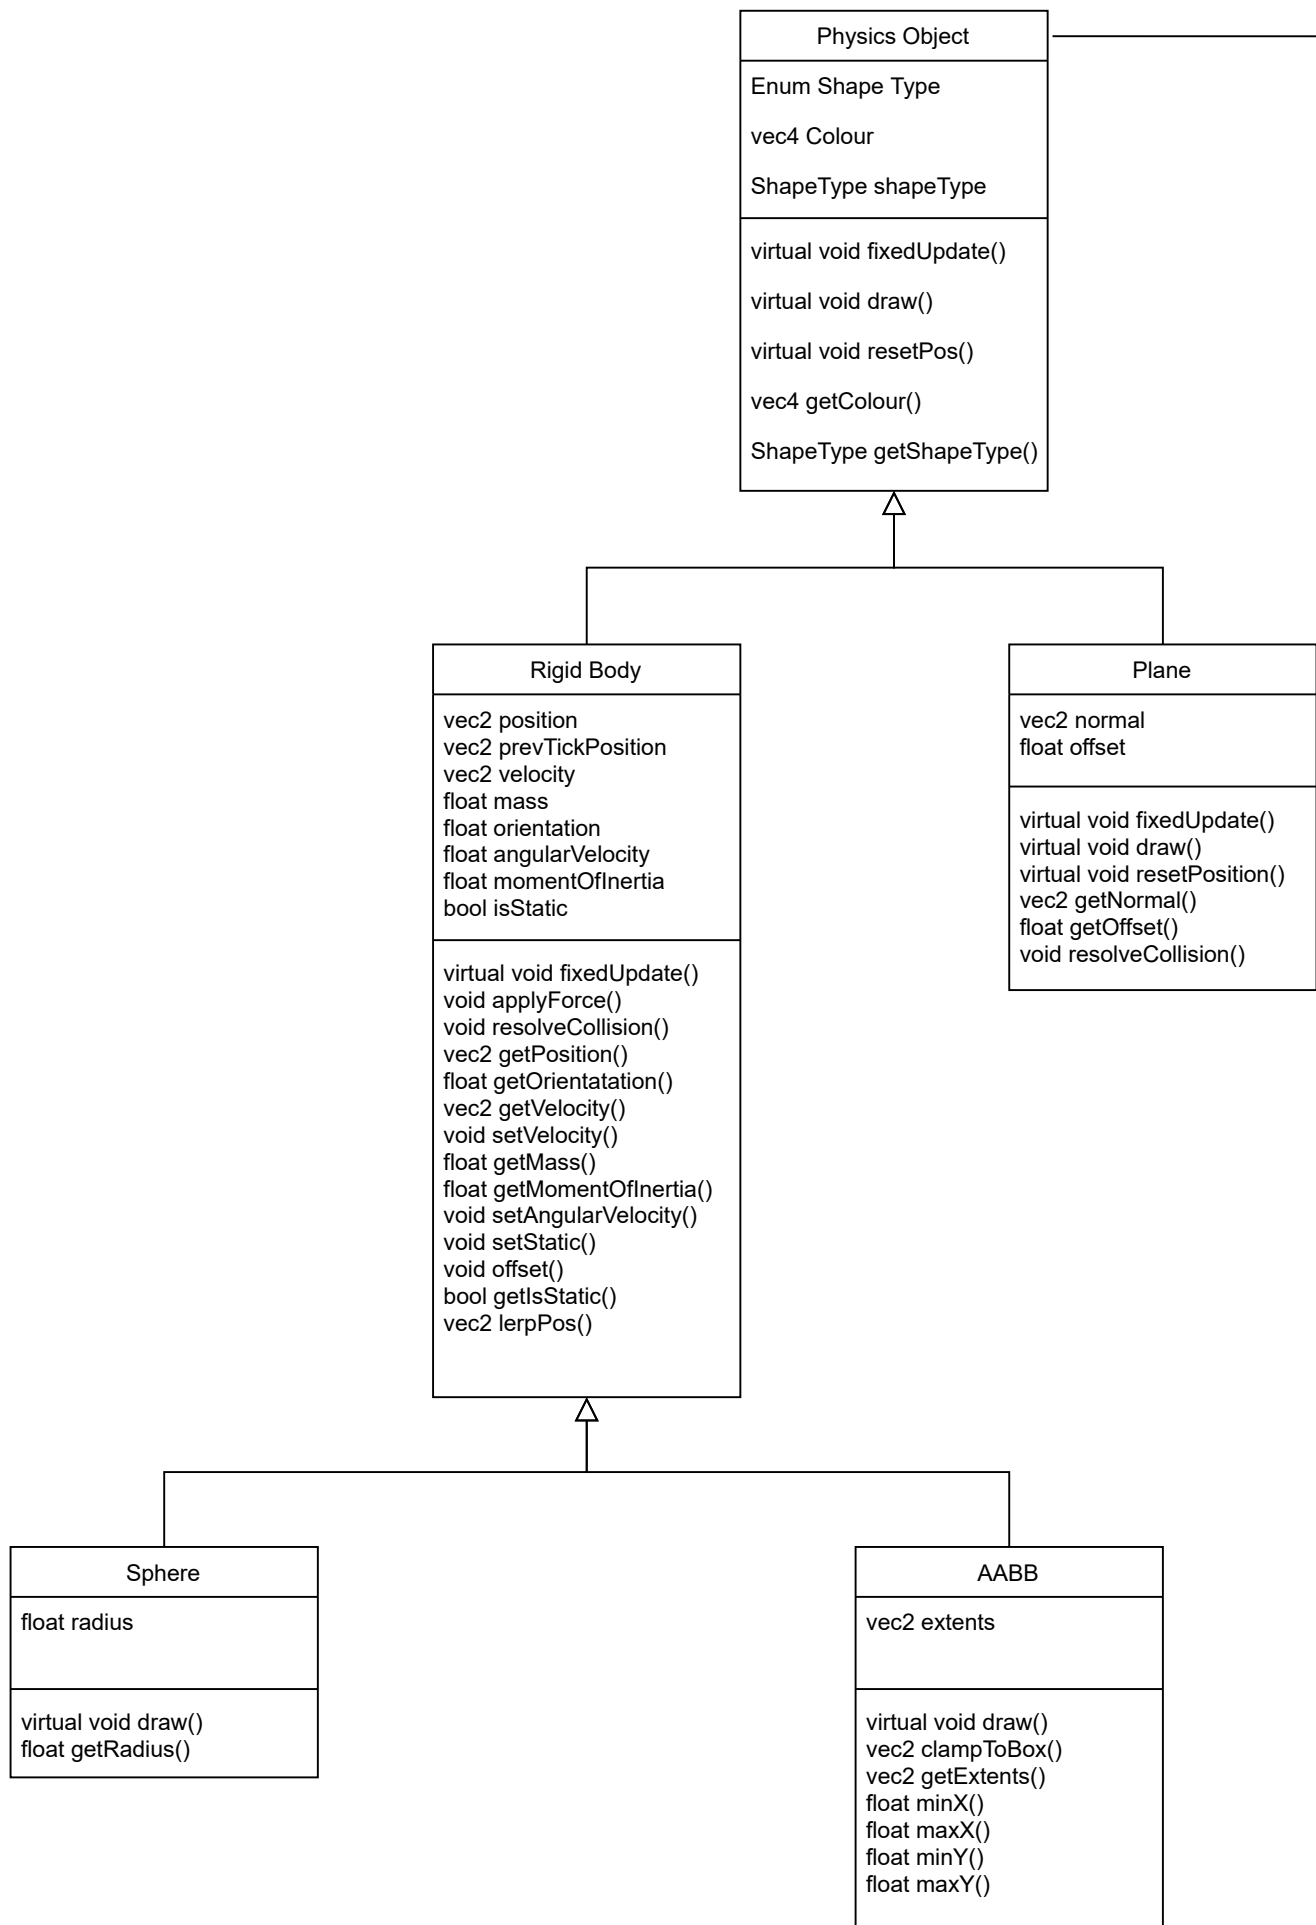 Physics Object
Enum Shape Type
vec4 Colour
ShapeType shapeType
virtual void fixedUpdate()
virtual void draw()
virtual void resetPos()
vec4 getColour()
ShapeType getShapeType()
Rigid Body
vec2 position
vec2 prevTickPosition
vec2 velocity
float mass
float orientation
float angularVelocity
float momentOfInertia
bool isStatic
virtual void fixedUpdate()
void applyForce()
void resolveCollision()
vec2 getPosition()
float getOrientatation()
vec2 getVelocity()
void setVelocity()
float getMass()
float getMomentOfInertia()
void setAngularVelocity()
void setStatic()
void offset()
bool getIsStatic()
vec2 lerpPos()
Plane
vec2 normal
float offset
virtual void fixedUpdate()
virtual void draw()
virtual void resetPosition()
vec2 getNormal()
float getOffset()
void resolveCollision()
Sphere
float radius
virtual void draw()
float getRadius()
AABB
vec2 extents
virtual void draw()
vec2 clampToBox()
vec2 getExtents()
float minX()
float maxX()
float minY()
float maxY()